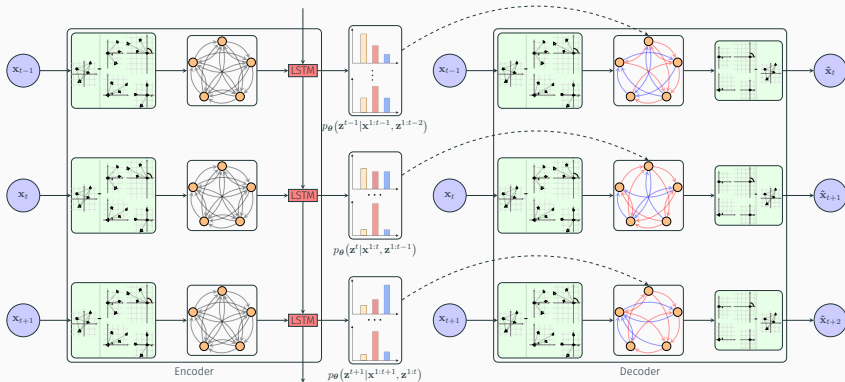 x_{t−1} LSTM x_{t−1} x̂_t
p_θ(z^{t−1}|x^{1:t−1}, z^{1:t−2})
x_t LSTM x_t x̂_{t+1}
p_θ(z^t|x^{1:t}, z^{1:t−1})
x_{t+1} LSTM x_{t+1} x̂_{t+2}
Encoder Decoder
p_θ(z^{t+1}|x^{1:t+1}, z^{1:t})